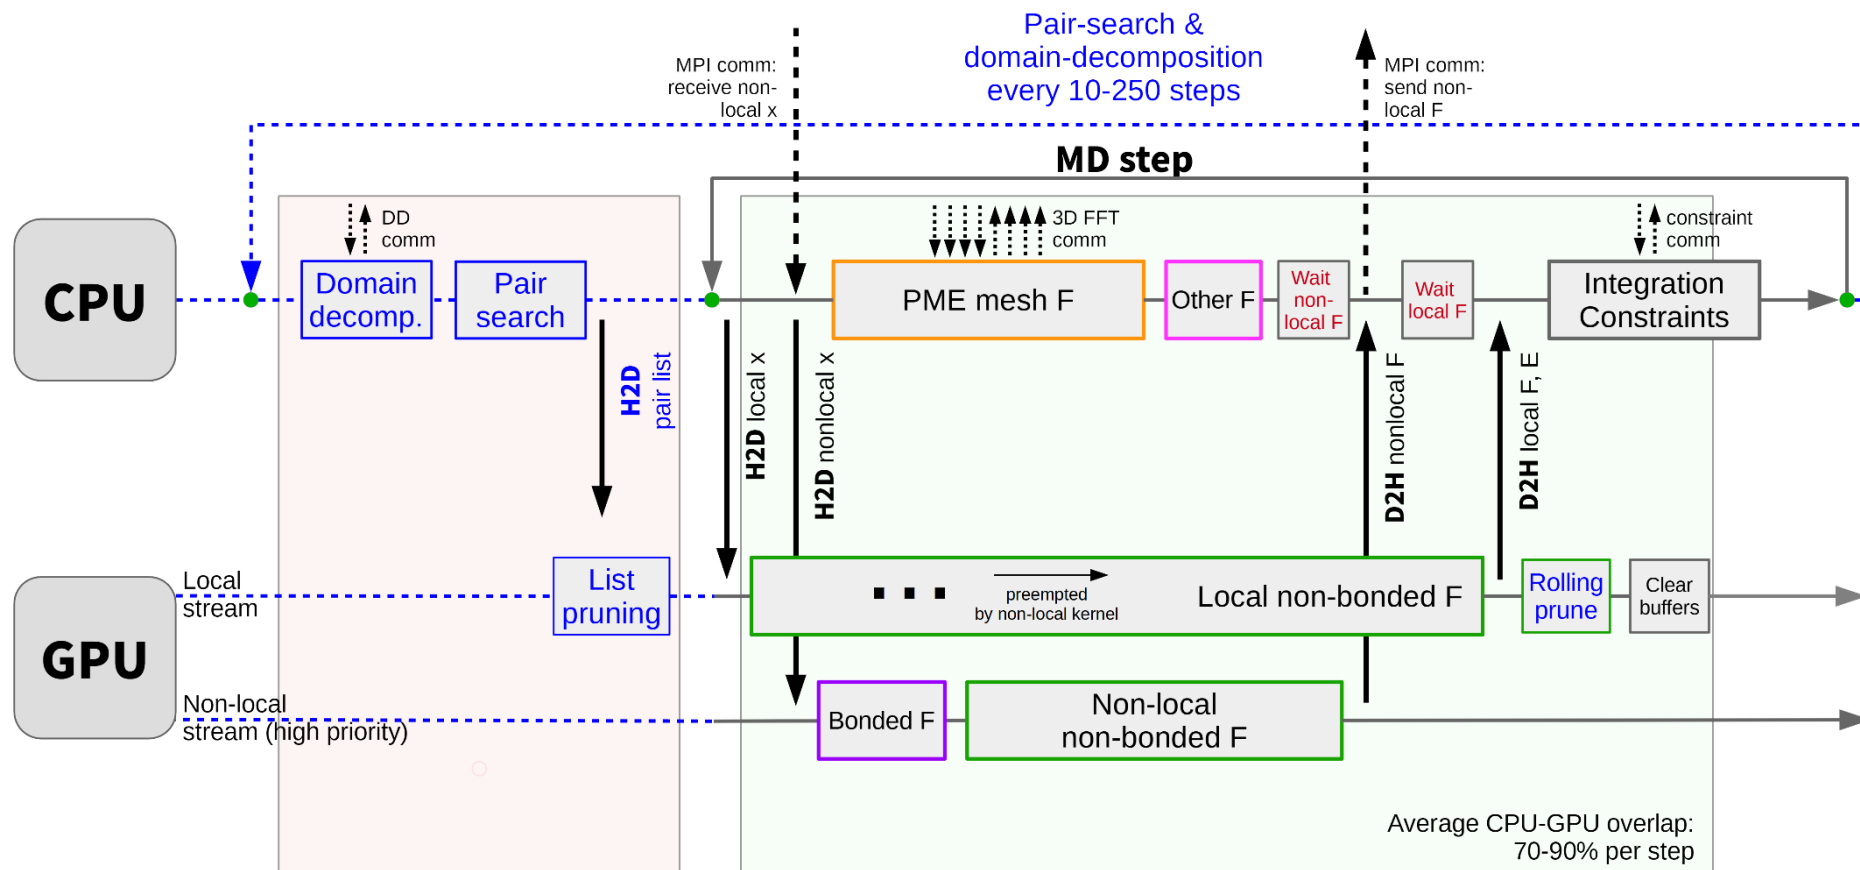 Pair-search &
domain-decomposition
every 10-250 steps
MPI comm:
receive non-
local x
MPI comm:
send non-
local F
MD step
DD
comm
3D FFT
comm
constraint
comm
CPU
Domain
decomp.
Pair
search
PME mesh F
Other F
Wait
non-
local F
Wait
local F
Integration
Constraints
H2D
pair list
H2D local x
H2D nonlocal x
D2H nonlocal F
D2H local F, E
GPU
Local
stream
List
pruning
...
preempted
by non-local kernel
Local non-bonded F
Rolling
prune
Clear
buffers
Non-local
stream (high priority)
Bonded F
Non-local
non-bonded F
Average CPU-GPU overlap:
70-90% per step